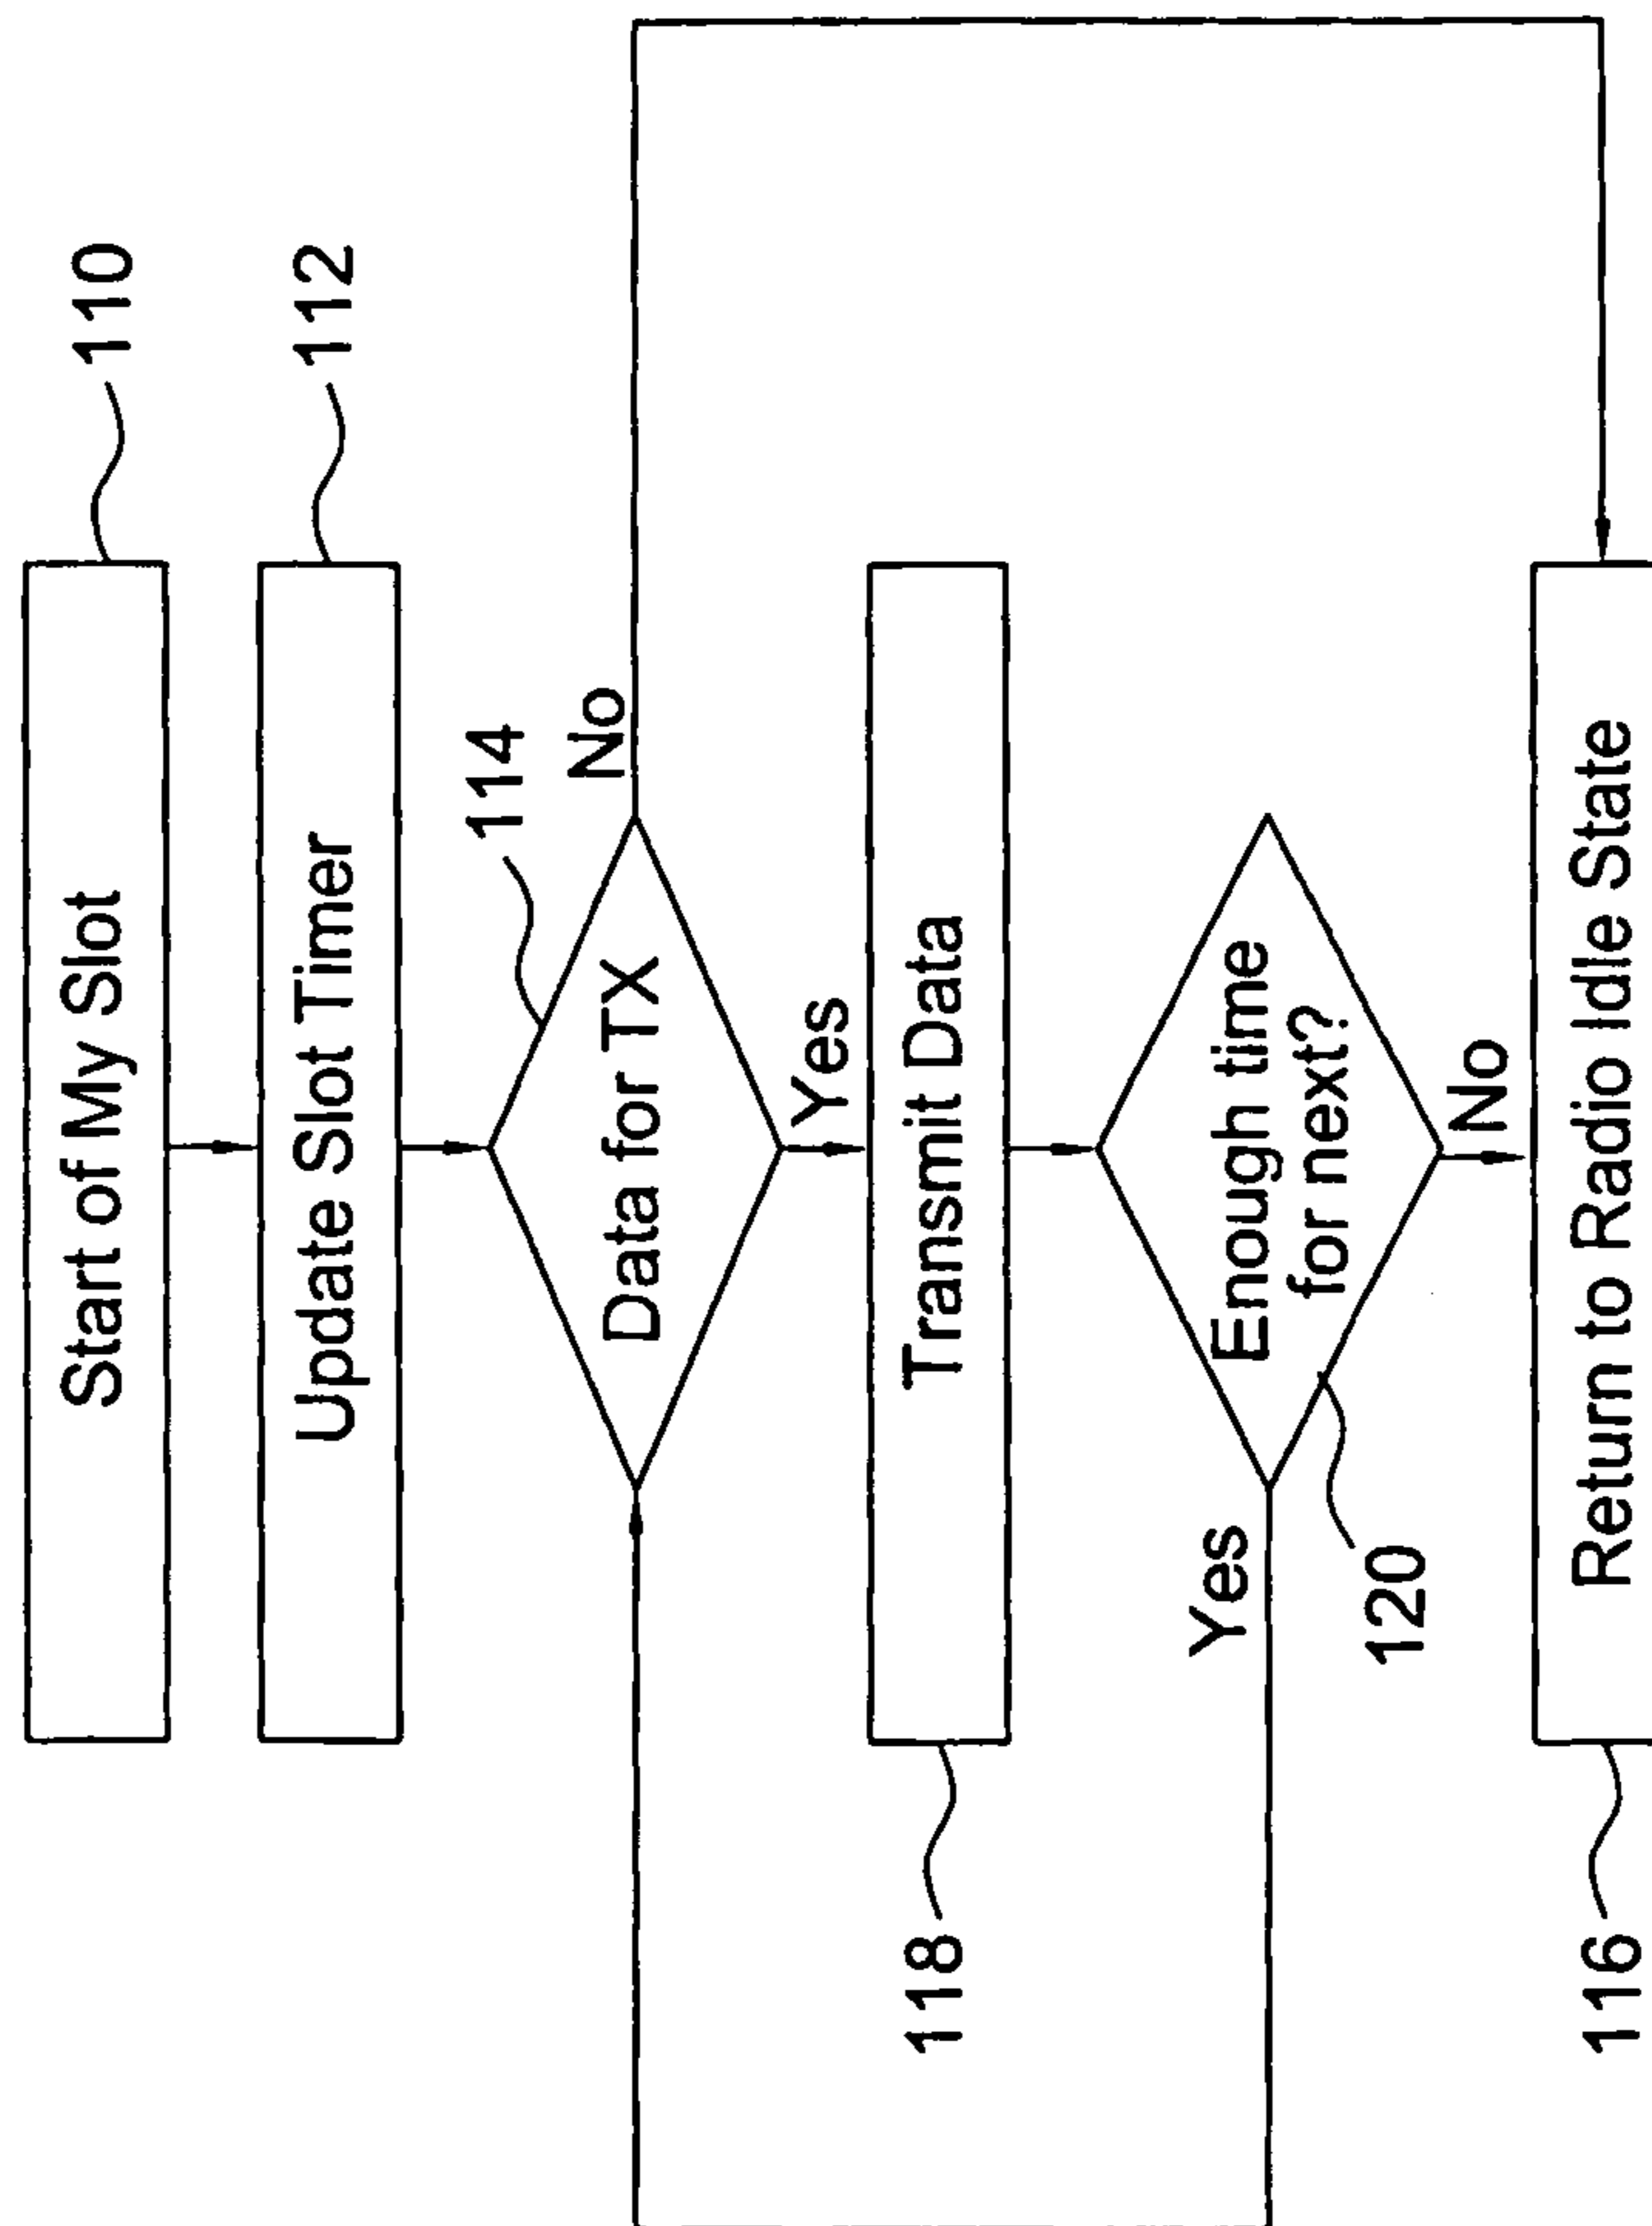 Start of My Slot
110
Update Slot Timer
112
114
Data for TX
No
Yes
Transmit Data
118
Enough time
for next?
Yes
120
No
Return to Radio Idle State
116